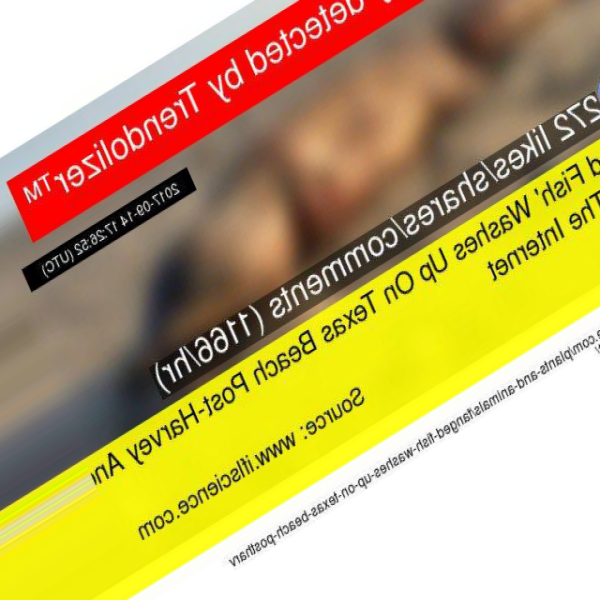 detected by Trendolizer™
2017-09-14 17:26:52 (UTC)
272 likes/shares/comments (1166/hr)
Fish' Washes Up On Texas Beach Post-Harvey
The Internet
Source: www.iflscience.com
/plants-and-animals/fanged-fish-washes-up-on-texas-beach-postharv